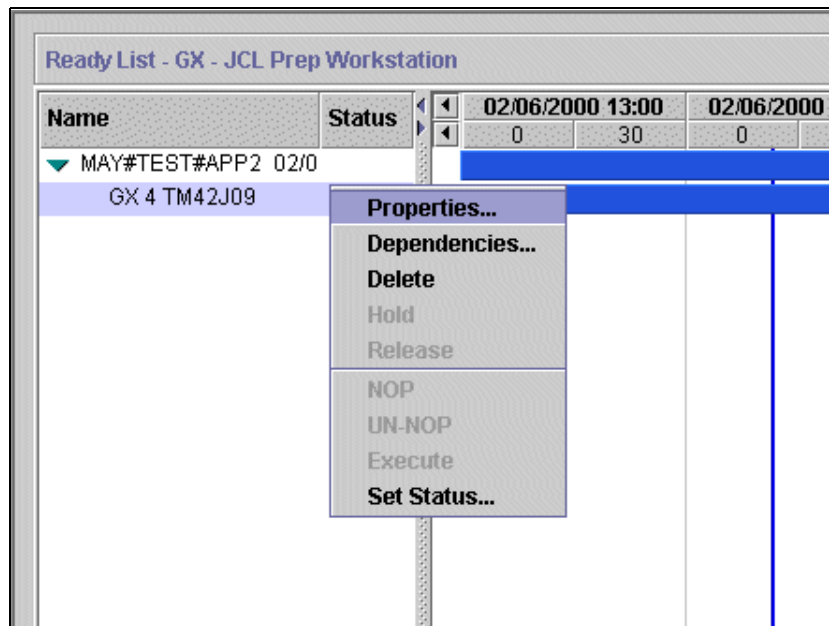 Ready List - GX - JCL Prep Workstation
Name Status 02/06/2000 13:00 02/06/2000
0 30 0
MAY#TEST#APP2 02/0
GX 4 TM42J09
Properties...
Dependencies...
Delete
Hold
Release
NOP
UN-NOP
Execute
Set Status...